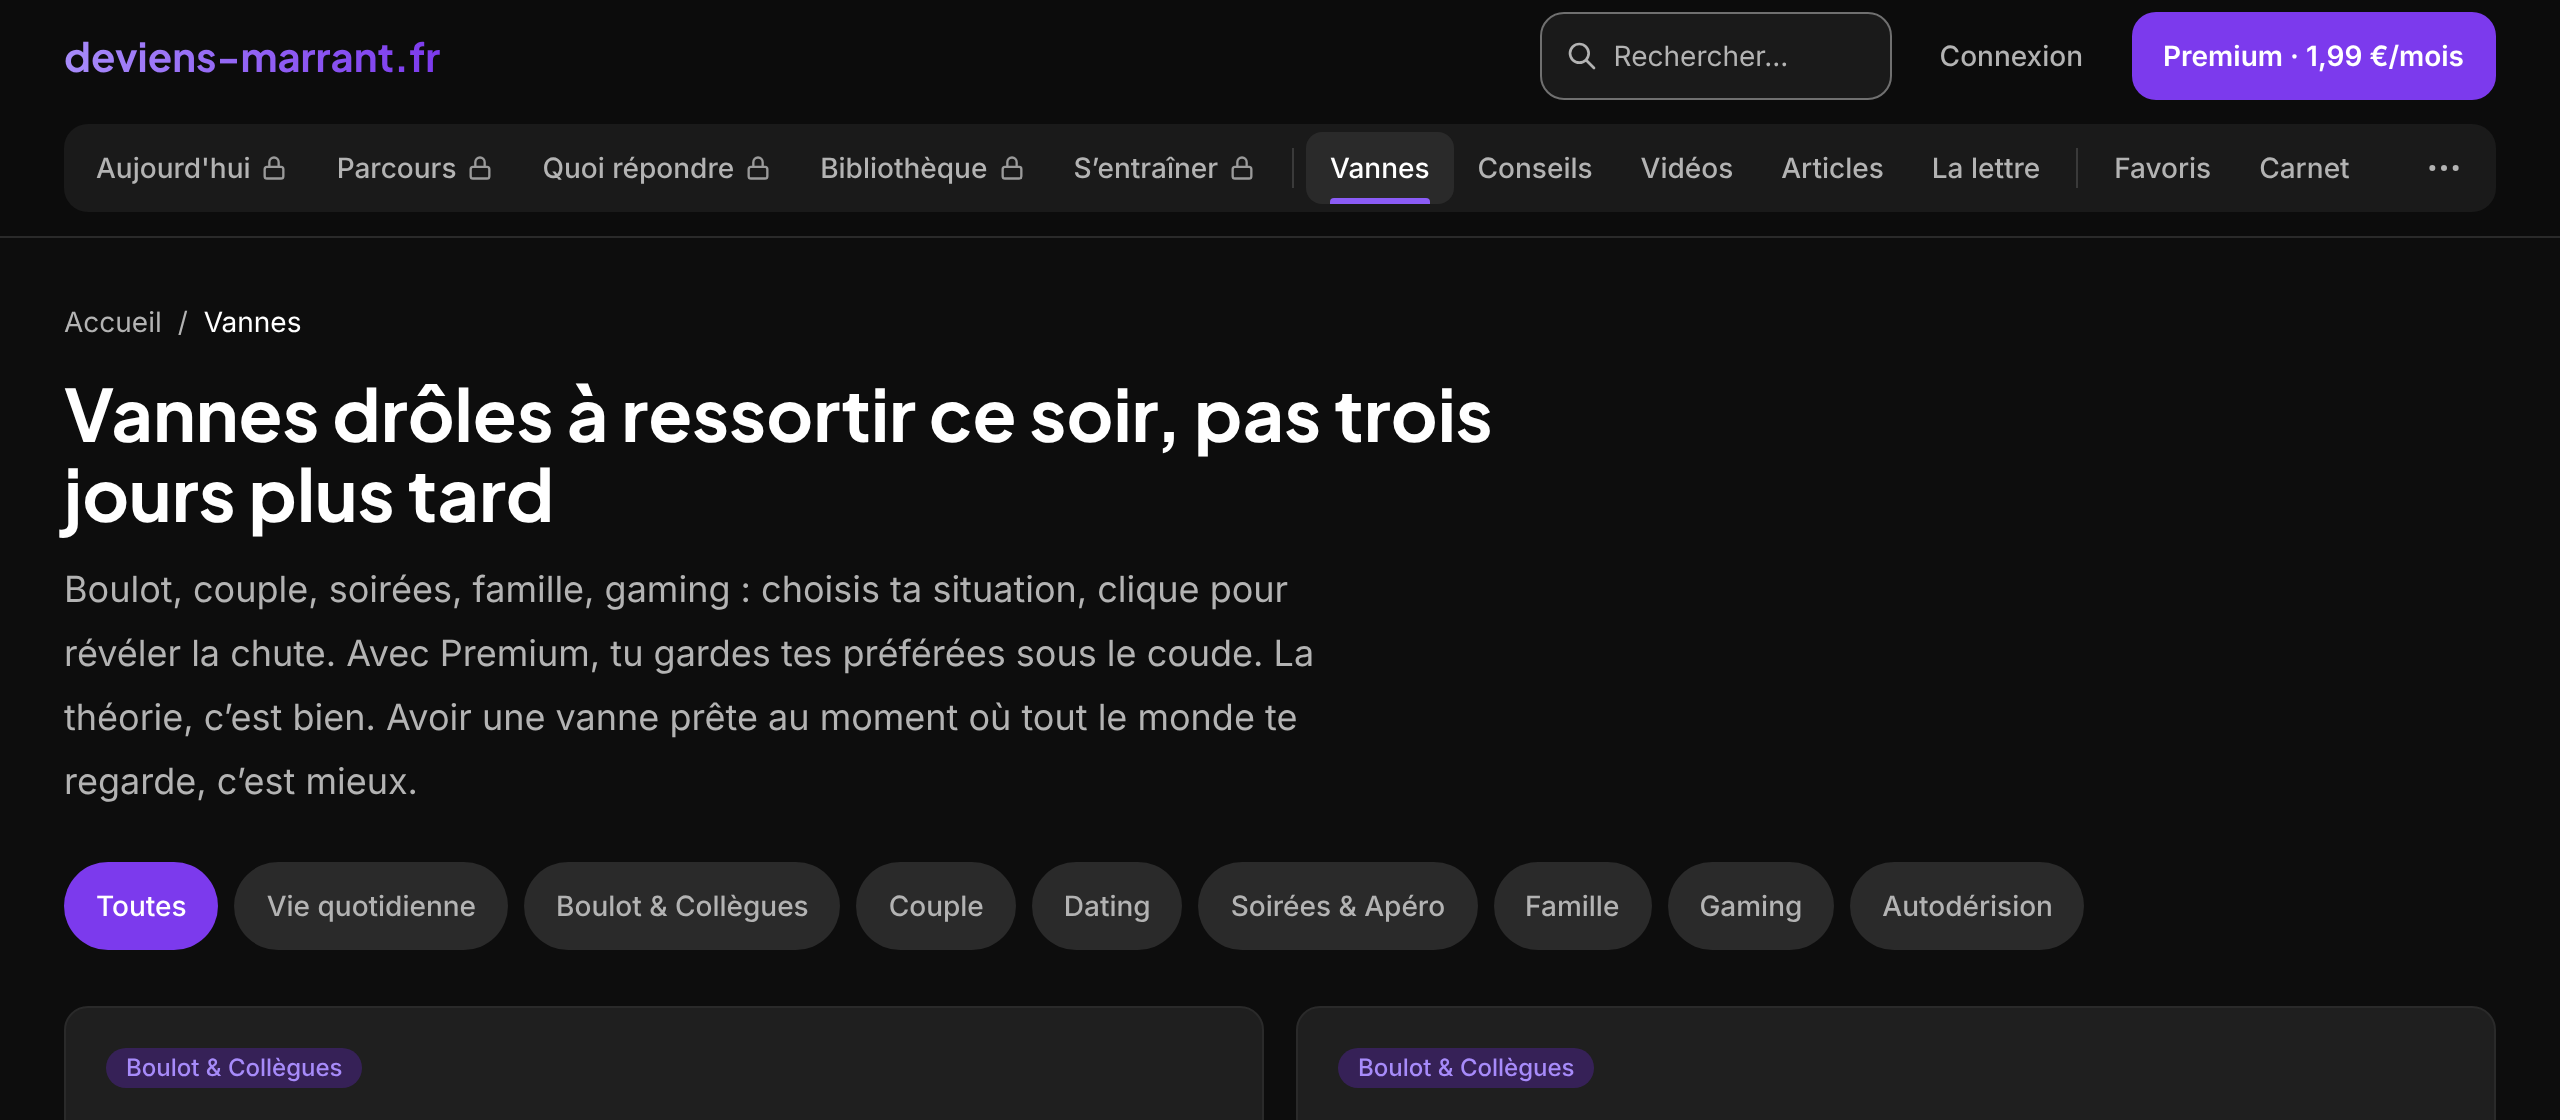 deviens-marrant.fr
Rechercher...
Connexion
Premium · 1,99 €/mois
Aujourd'hui
Parcours
Quoi répondre
Bibliothèque
S’entraîner
Vannes
Conseils
Vidéos
Articles
La lettre
Favoris
Carnet
Accueil / Vannes
Vannes drôles à ressortir ce soir, pas trois
jours plus tard
Boulot, couple, soirées, famille, gaming : choisis ta situation, clique pour
révéler la chute. Avec Premium, tu gardes tes préférées sous le coude. La
théorie, c’est bien. Avoir une vanne prête au moment où tout le monde te
regarde, c’est mieux.
Toutes
Vie quotidienne
Boulot & Collègues
Couple
Dating
Soirées & Apéro
Famille
Gaming
Autodérision
Boulot & Collègues
Boulot & Collègues